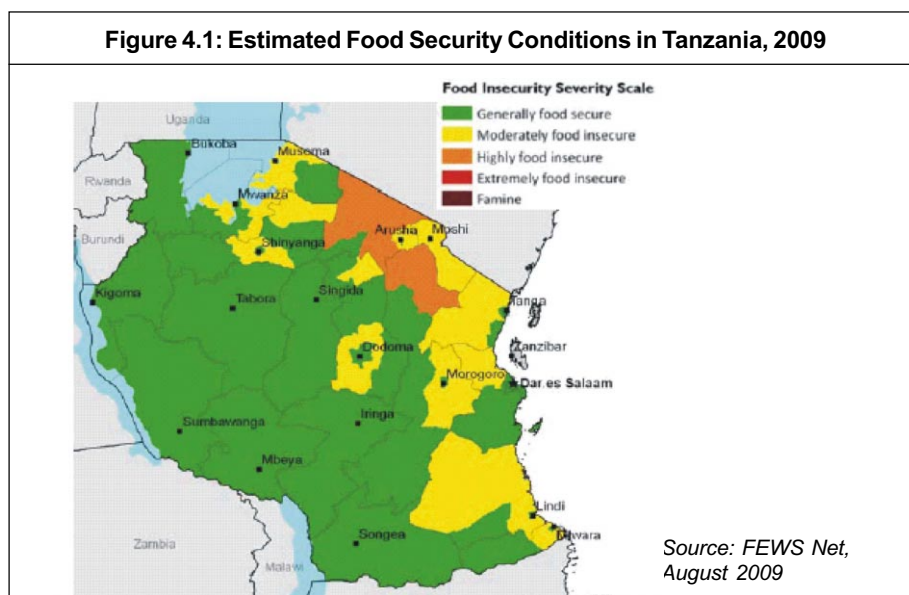 Figure 4.1: Estimated Food Security Conditions in Tanzania, 2009
Food Insecurity Severity Scale
Generally food secure
Moderately food insecure
Highly food insecure
Extremely food insecure
Famine
Uganda
Bukoba
Musoma
Rwanda
Mwanza
Burundi
Arusha
Moshi
Shinyanga
Kigoma
Tabora
Singida
Tanga
Dodoma
Zanzibar
Morogoro
Dar es Salaam
Sumbawanga
Iringa
Mbeya
Lindi
Mtwara
Songea
Zambia
Malawi
Source: FEWS Net,
August 2009